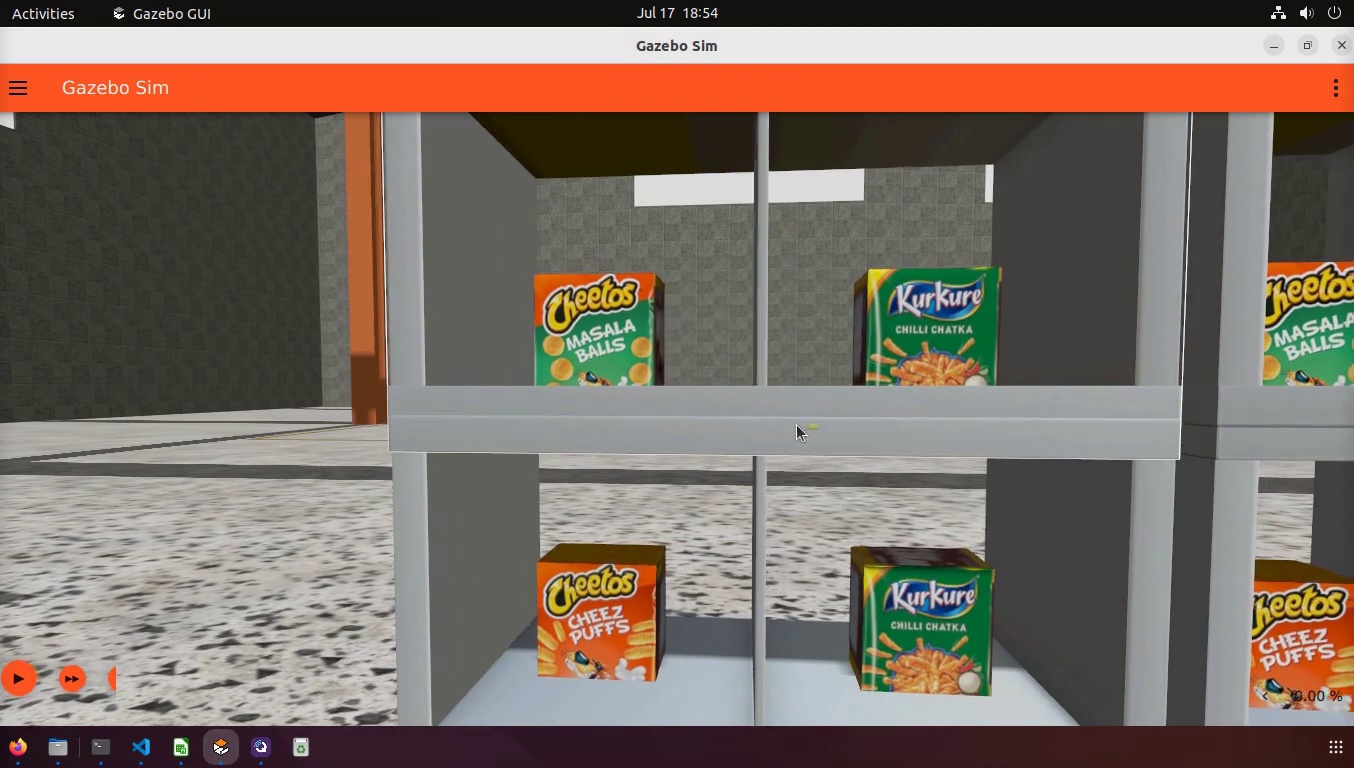 Activities
Gazebo GUI
Jul 17 18:54
Gazebo Sim
Gazebo Sim
Cheetos
MASALA
BALLS
Kurkure
CHILLI CHATKA
Cheetos
MASALA
BALLS
Cheetos
CHEEZ
PUFFS
Kurkure
CHILLI CHATKA
Cheetos
CHEEZ
PUFFS
0.00 %